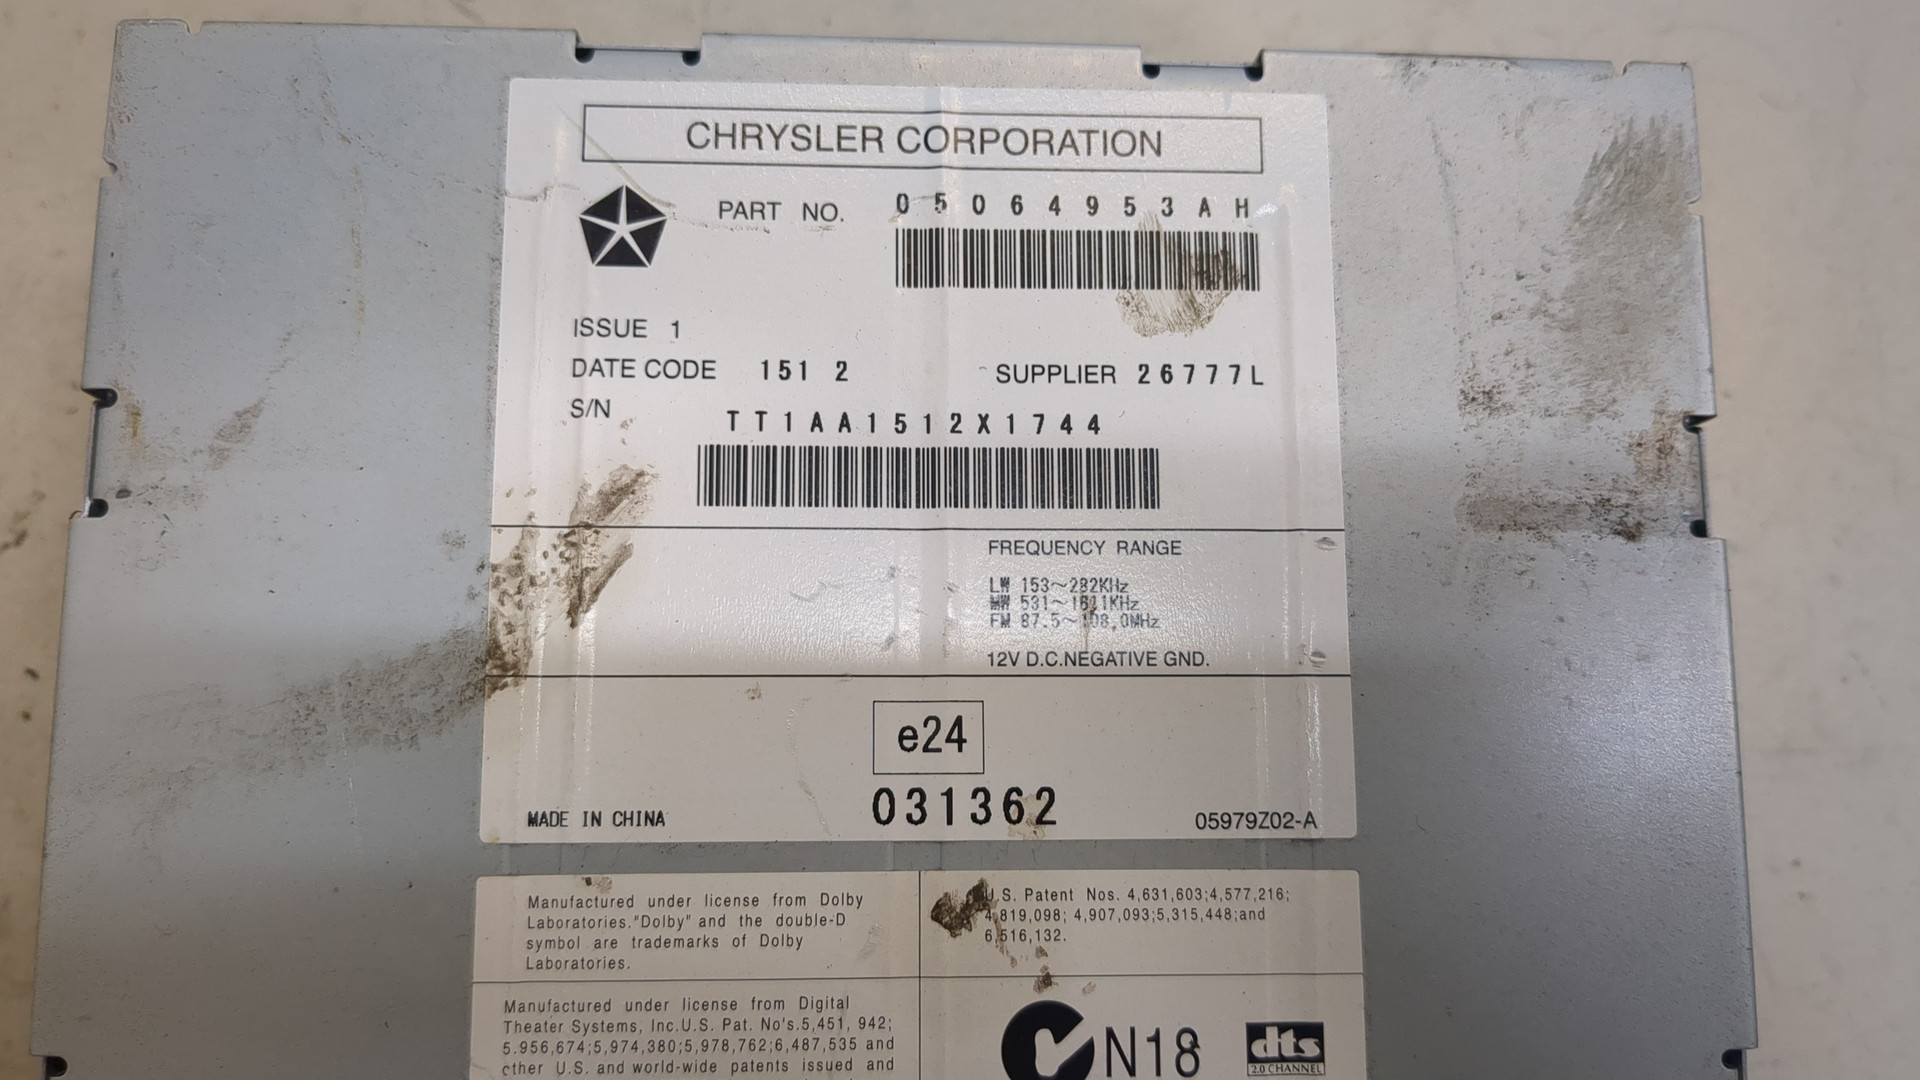 CHRYSLER CORPORATION
PART NO. 05064953AH
ISSUE 1
DATE CODE 151 2 SUPPLIER 26777L
S/N TT1AA1512X1744
FREQUENCY RANGE
LW 153~282KHz
MW 531~1611KHz
FM 87.5~108.0MHz
12V D.C.NEGATIVE GND.
e24
031362
MADE IN CHINA
05979Z02-A
Manufactured under license from Dolby
Laboratories."Dolby" and the double-D
symbol are trademarks of Dolby
Laboratories.
U.S. Patent Nos. 4,631,603;4,577,216;
4,819,098; 4,907,093;5,315,448;and
6,516,132.
Manufactured under license from Digital
Theater Systems, Inc.U.S. Pat. No's.5,451, 942;
5.956,674;5,974,380;5,978,762;6,487,535 and
other U.S. and world-wide patents issued and
N18
dts
2.0 CHANNEL